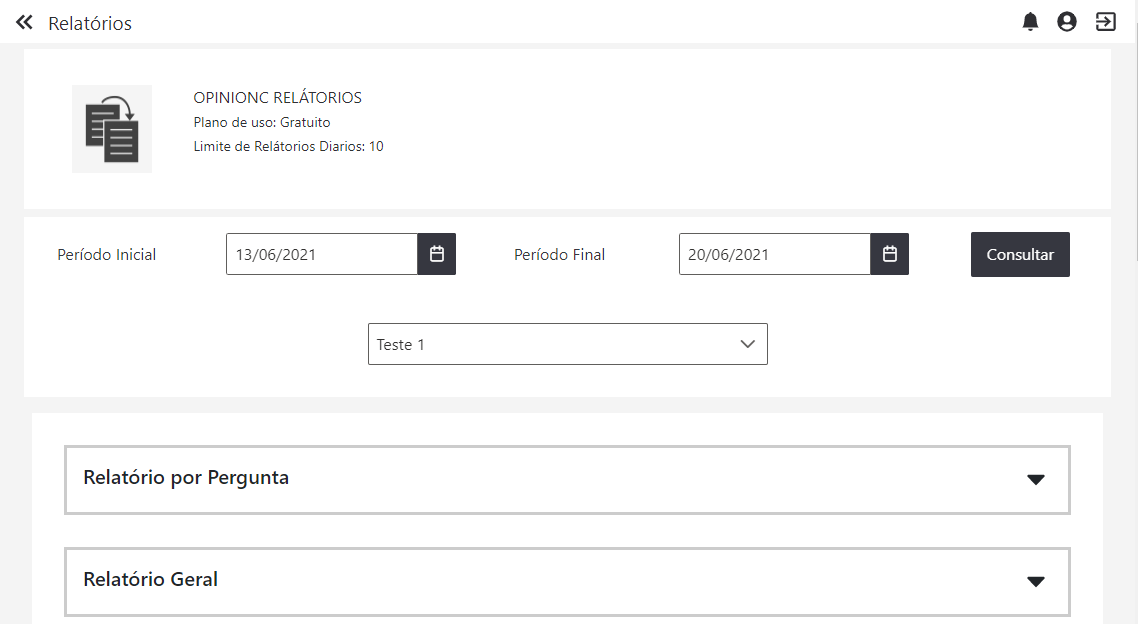 Relatórios
OPINIONC RELÁTORIOS
Plano de uso: Gratuito
Limite de Relátorios Diarios: 10
Período Inicial 13/06/2021 Período Final 20/06/2021 Consultar
Teste 1
Relatório por Pergunta
Relatório Geral